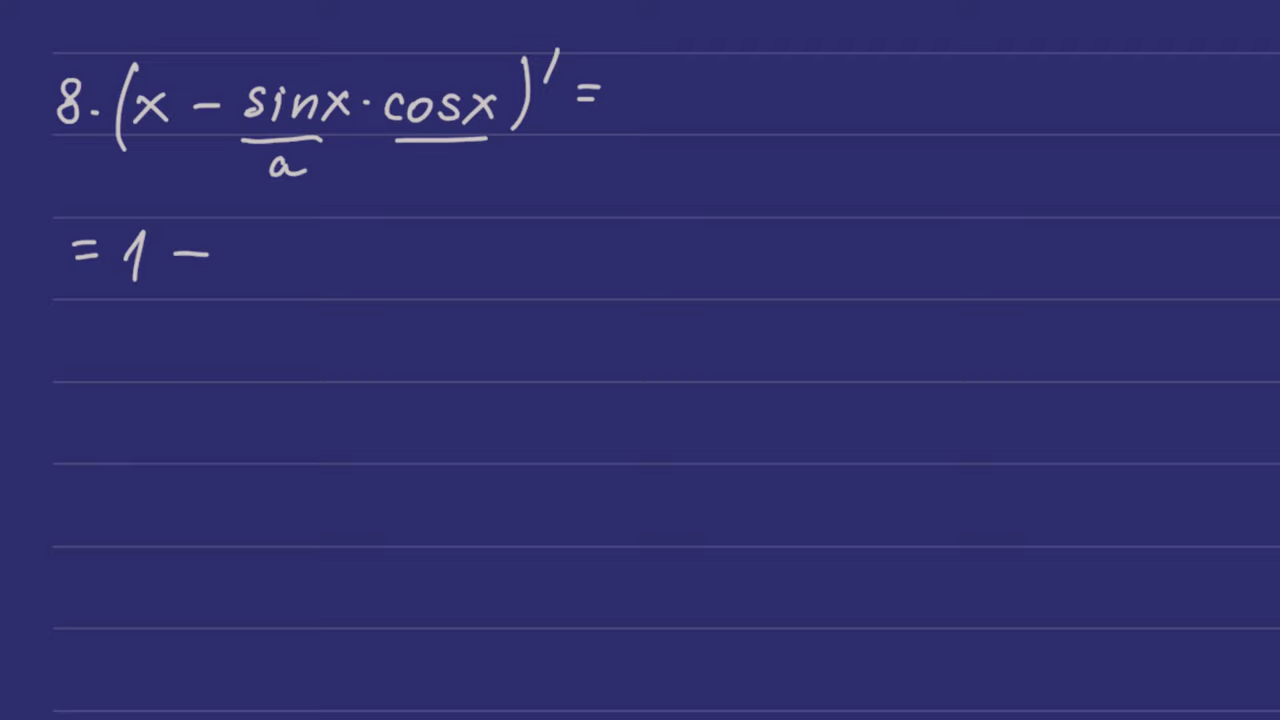 8. (x - sinx · cosx)' =
a
= 1 -